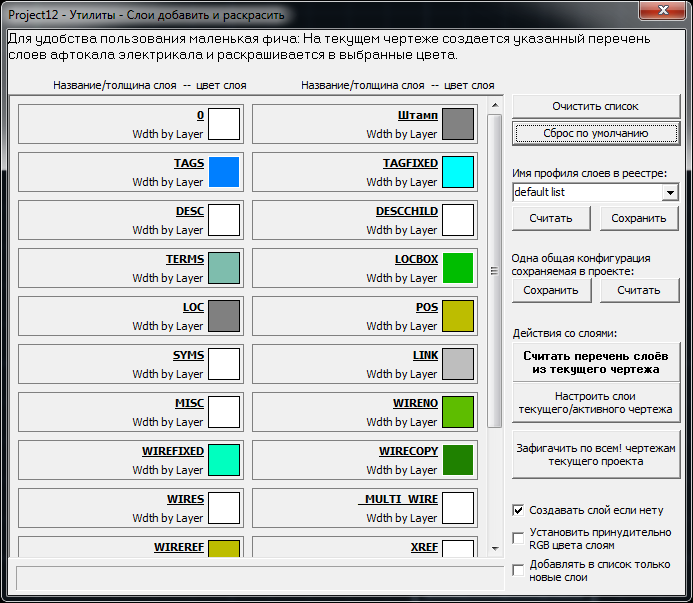 Project12 - Утилиты - Слои добавить и раскрасить
Для удобства пользования маленькая фича: На текущем чертеже создается указанный перечень
слоев афтокала электрикала и раскрашивается в выбранные цвета.
Название/толщина слоя -- цвет слоя
Название/толщина слоя -- цвет слоя
0
Wdth by Layer
Штамп
Wdth by Layer
TAGS
Wdth by Layer
TAGFIXED
Wdth by Layer
DESC
Wdth by Layer
DESCCHILD
Wdth by Layer
TERMS
Wdth by Layer
LOCBOX
Wdth by Layer
LOC
Wdth by Layer
POS
Wdth by Layer
SYMS
Wdth by Layer
LINK
Wdth by Layer
MISC
Wdth by Layer
WIRENO
Wdth by Layer
WIREFIXED
Wdth by Layer
WIRECOPY
Wdth by Layer
WIRES
Wdth by Layer
_MULTI_WIRE
Wdth by Layer
WIREREF
XREF
Очистить список
Сброс по умолчанию
Имя профиля слоев в реестре:
default list
Считать
Сохранить
Одна общая конфигурация
сохраняемая в проекте:
Сохранить
Считать
Действия со слоями:
Считать перечень слоёв
из текущего чертежа
Настроить слои
текущего/активного чертежа
Зафигачить по всем! чертежам
текущего проекта
Создавать слой если нету
Установить принудительно
RGB цвета слоям
Добавлять в список только
новые слои